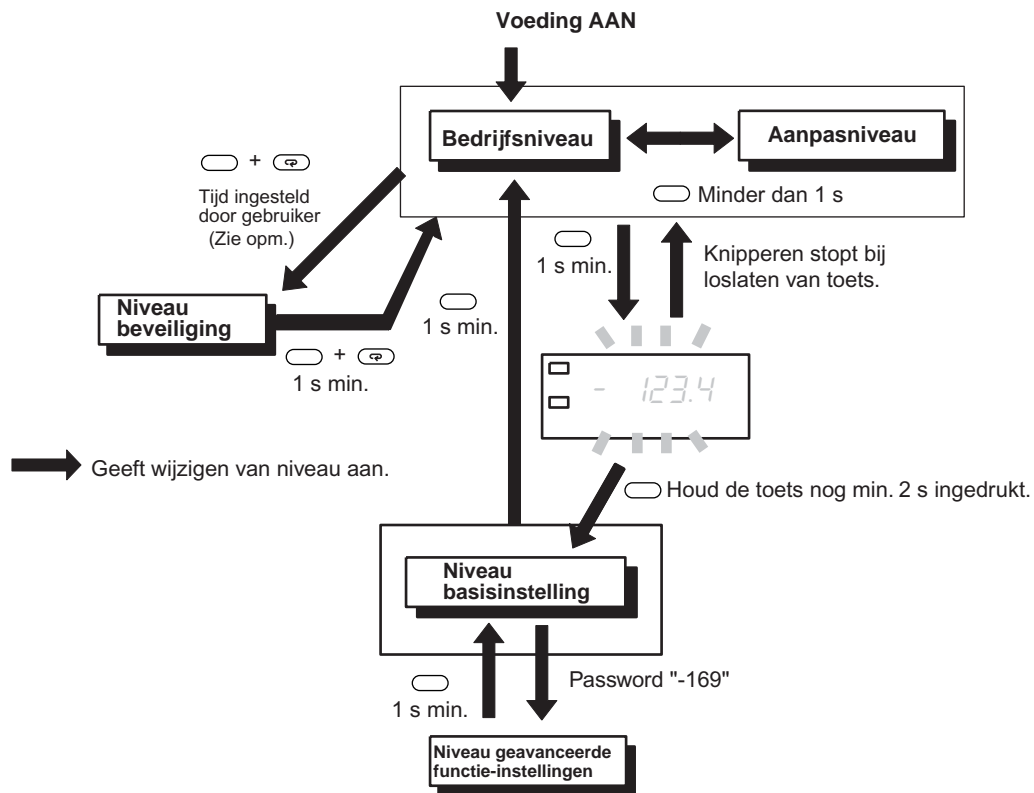 Voeding AAN
Bedrijfsniveau
Aanpasniveau
+
Tijd ingesteld
door gebruiker
(Zie opm.)
Minder dan 1 s
1 s min.
Knipperen stopt bij
loslaten van toets.
Niveau
beveiliging
1 s min.
+
1 s min.
- 123.4
Geeft wijzigen van niveau aan.
Houd de toets nog min. 2 s ingedrukt.
Niveau
basisinstelling
Password "-169"
1 s min.
Niveau geavanceerde
functie-instellingen